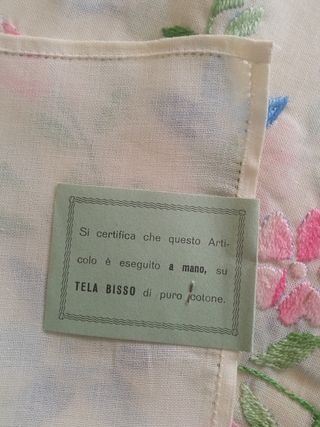 Si certifica che questo Arti-
colo è eseguito a mano, su
TELA BISSO di puro cotone.